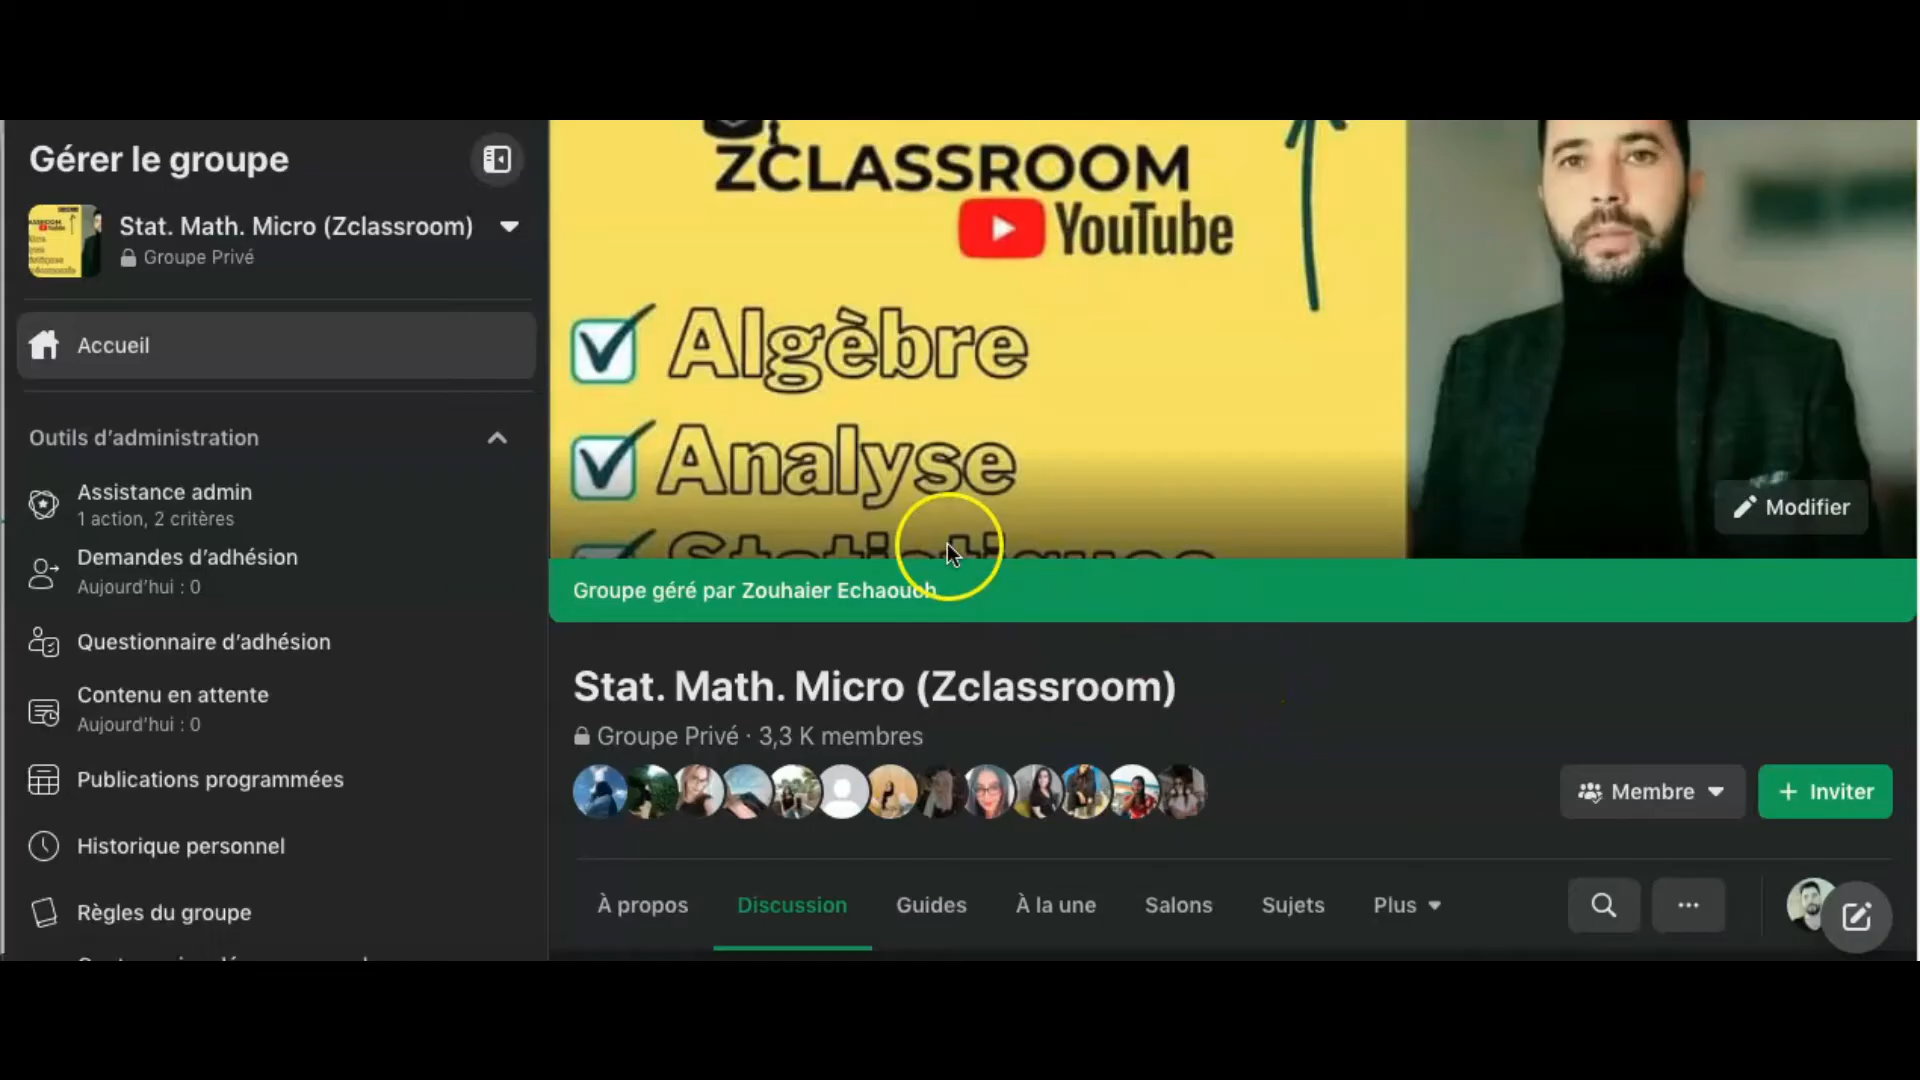 Gérer le groupe
Stat. Math. Micro (Zclassroom)
Groupe Privé
Accueil
Outils d'administration
Assistance admin
1 action, 2 critères
Demandes d'adhésion
Aujourd'hui : 0
Questionnaire d'adhésion
Contenu en attente
Aujourd'hui : 0
Publications programmées
Historique personnel
Règles du groupe
ZCLASSROOM
YouTube
Algèbre
Analyse
Statistiques
Modifier
Groupe géré par Zouhaier Echaouch
Stat. Math. Micro (Zclassroom)
Groupe Privé · 3,3 K membres
Membre
+ Inviter
À propos
Discussion
Guides
À la une
Salons
Sujets
Plus